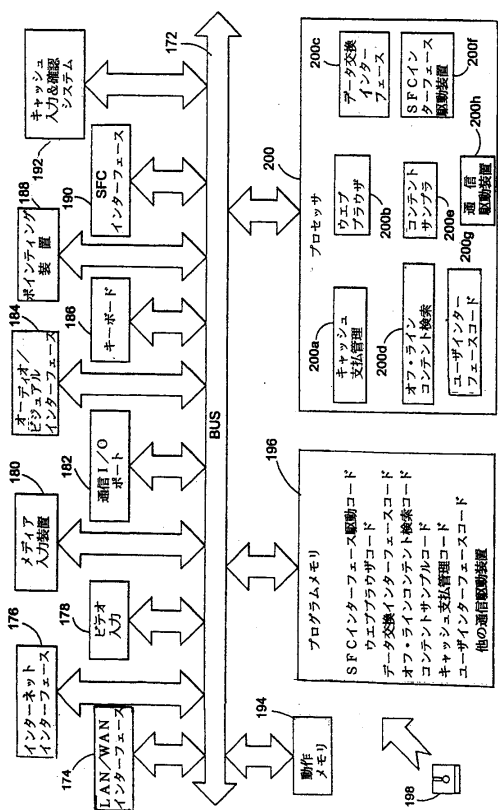 176
インターネット
インターフェース
180
メディア
入力装置
184
オーディオ/
ビジュアル
インターフェース
188
ポインティング
装置
192
キャッシュ
入力&確認
システム
174
LAN/WAN
インターフェース
178
ビデオ
入力
182
通信I/O
ポート
186
キーボード
190
SFC
インターフェース
172
BUS
194
動作
メモリ
196
プログラムメモリ
SFCインターフェース駆動コード
ウエブブラウザコード
データ交換インターフェースコード
オフ・ラインコンテント検索コード
コンテントサンプルコード
キャッシュ支払管理コード
ユーザインターフェースコード
他の通信駆動装置
198
200
プロセッサ
200a
キャッシュ
支払管理
200b
ウエブ
ブラウザ
200c
データ交換
インター
フェース
200d
オフ・ライン
コンテント検索
200e
コンテント
サンプラ
200f
SFCイン
ターフェース
駆動装置
200g
ユーザインター
フェースコード
200h
通信
駆動装置